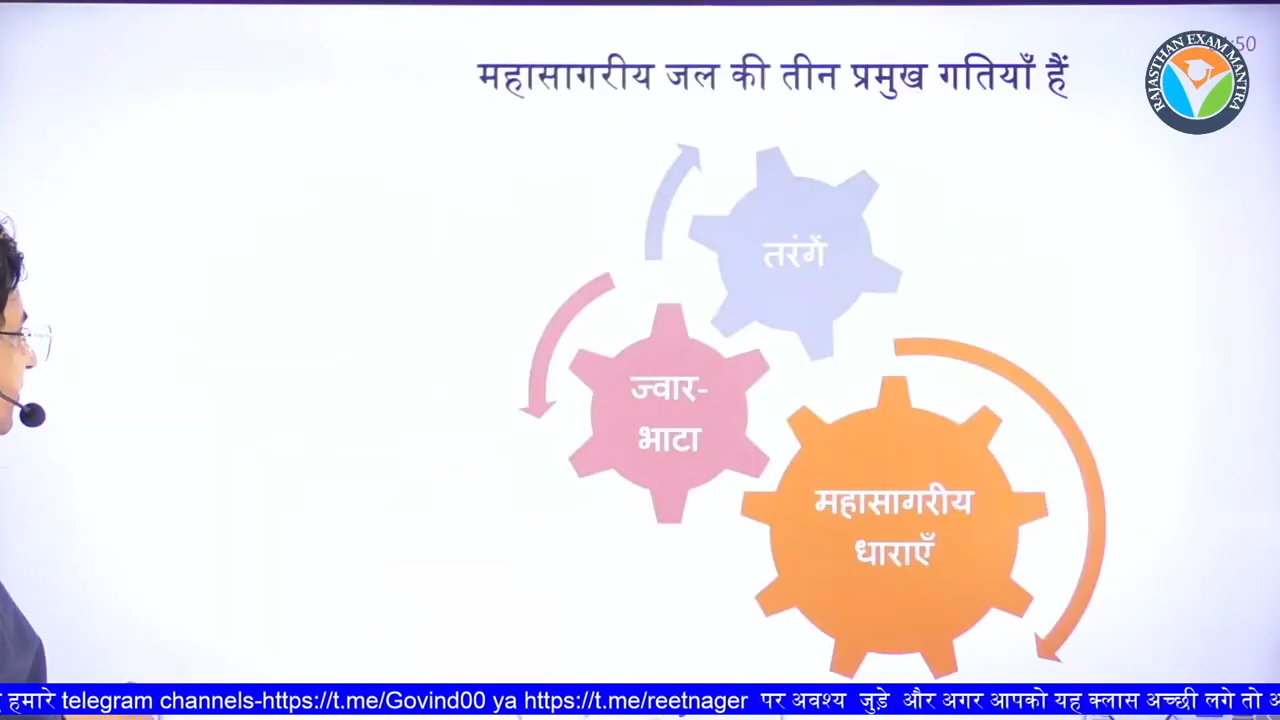 महासागरीय जल की तीन प्रमुख गतियाँ हैं
RAJASTHAN EXAM MANTRA
तरंगें
ज्वार-
भाटा
महासागरीय
धाराएँ
हमारे telegram channels-https://t.me/Govind00 ya https://t.me/reetnager पर अवश्य जुड़े और अगर आपको यह क्लास अच्छी लगे तो